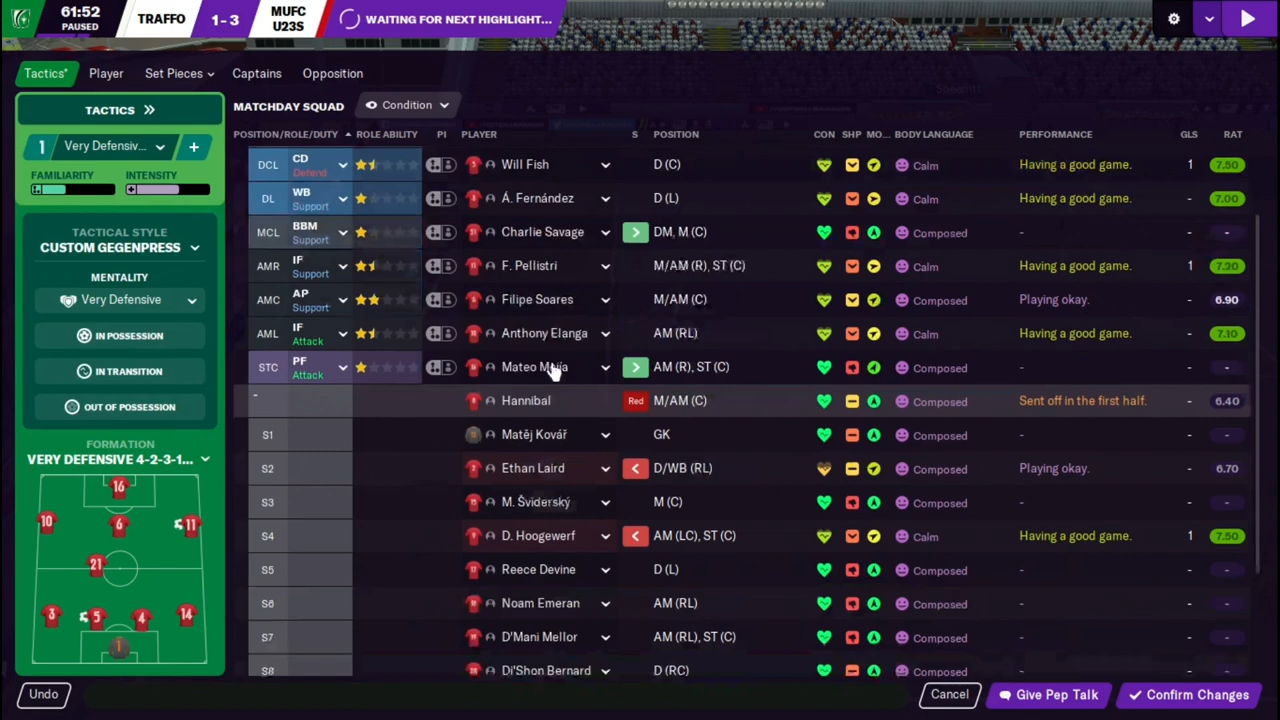 61:52
PAUSED
TRAFFO
1 - 3
MUFC
U23S
WAITING FOR NEXT HIGHLIGHT...
Tactics*
Player
Set Pieces
Captains
Opposition
TACTICS
1 Very Defensiv... +
FAMILIARITY INTENSITY
TACTICAL STYLE
CUSTOM GEGENPRESS
MENTALITY
Very Defensive
IN POSSESSION
IN TRANSITION
OUT OF POSSESSION
FORMATION
VERY DEFENSIVE 4-2-3-1...
16
10 6 11
21
3 5 4 14
1
MATCHDAY SQUAD Condition
POSITION/ROLE/DUTY ROLE ABILITY PI PLAYER S POSITION CON SHP MO... BODY LANGUAGE PERFORMANCE GLS RAT
DCL CD Defend Will Fish D (C) Calm Having a good game. 1 7.50
DL WB Support Á. Fernández D (L) Calm Having a good game. - 7.00
MCL BBM Support Charlie Savage DM, M (C) Composed - - -
AMR IF Support F. Pellistri M/AM (R), ST (C) Calm Having a good game. 1 7.20
AMC AP Support Filipe Soares M/AM (C) Composed Playing okay. - 6.90
AML IF Attack Anthony Elanga AM (RL) Composed Having a good game. - 7.10
STC PF Attack Mateo Mejía AM (R), ST (C) Composed - - -
- Hannibal Red M/AM (C) Composed Sent off in the first half. - 6.40
S1 Matěj Kovář GK Composed - - -
S2 Ethan Laird D/WB (RL) Composed Playing okay. - 6.70
S3 M. Šviderský M (C) Composed - - -
S4 D. Hoogewerf AM (LC), ST (C) Calm Having a good game. 1 7.50
S5 Reece Devine D (L) Composed - - -
S6 Noam Emeran AM (RL) Composed - - -
S7 D'Mani Mellor AM (RL), ST (C) Composed - - -
S8 Di'Shon Bernard D (RC) Composed - - -
Undo
Cancel
Give Pep Talk
Confirm Changes